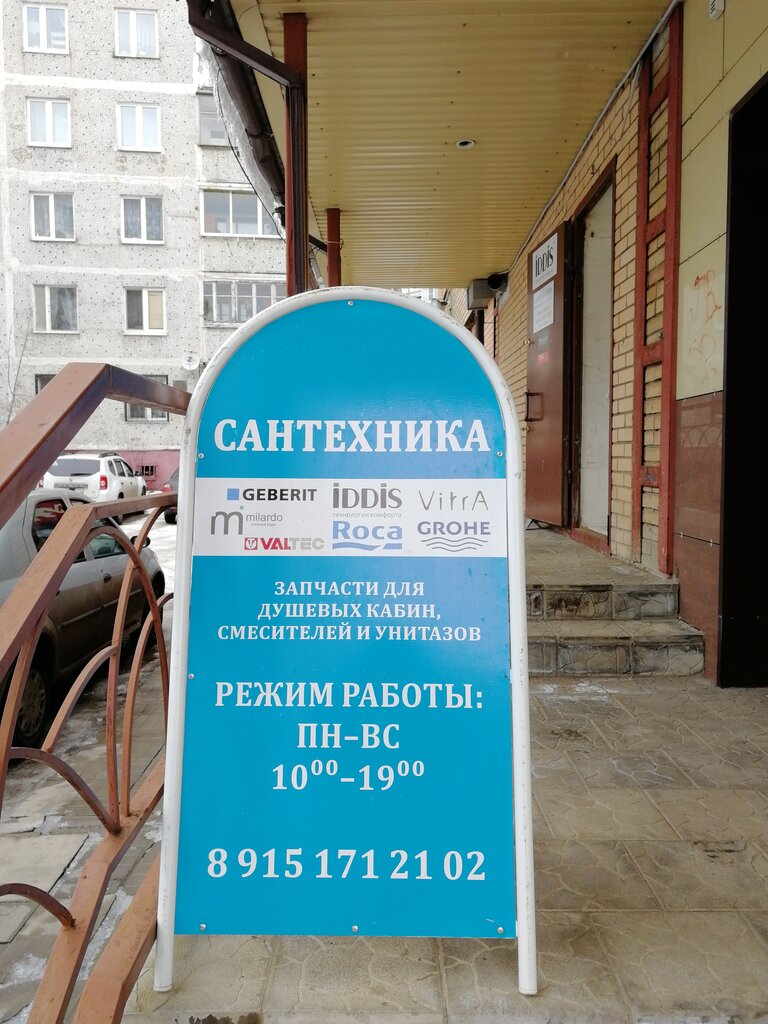 IDDIS
САНТЕХНИКА
GEBERIT IDDIS VitrA
m milardo технологии комфорта
VALTEC Roca GROHE
ЗАПЧАСТИ ДЛЯ
ДУШЕВЫХ КАБИН,
СМЕСИТЕЛЕЙ И УНИТАЗОВ
РЕЖИМ РАБОТЫ:
ПН–ВС
10⁰⁰–19⁰⁰
8 915 171 21 02